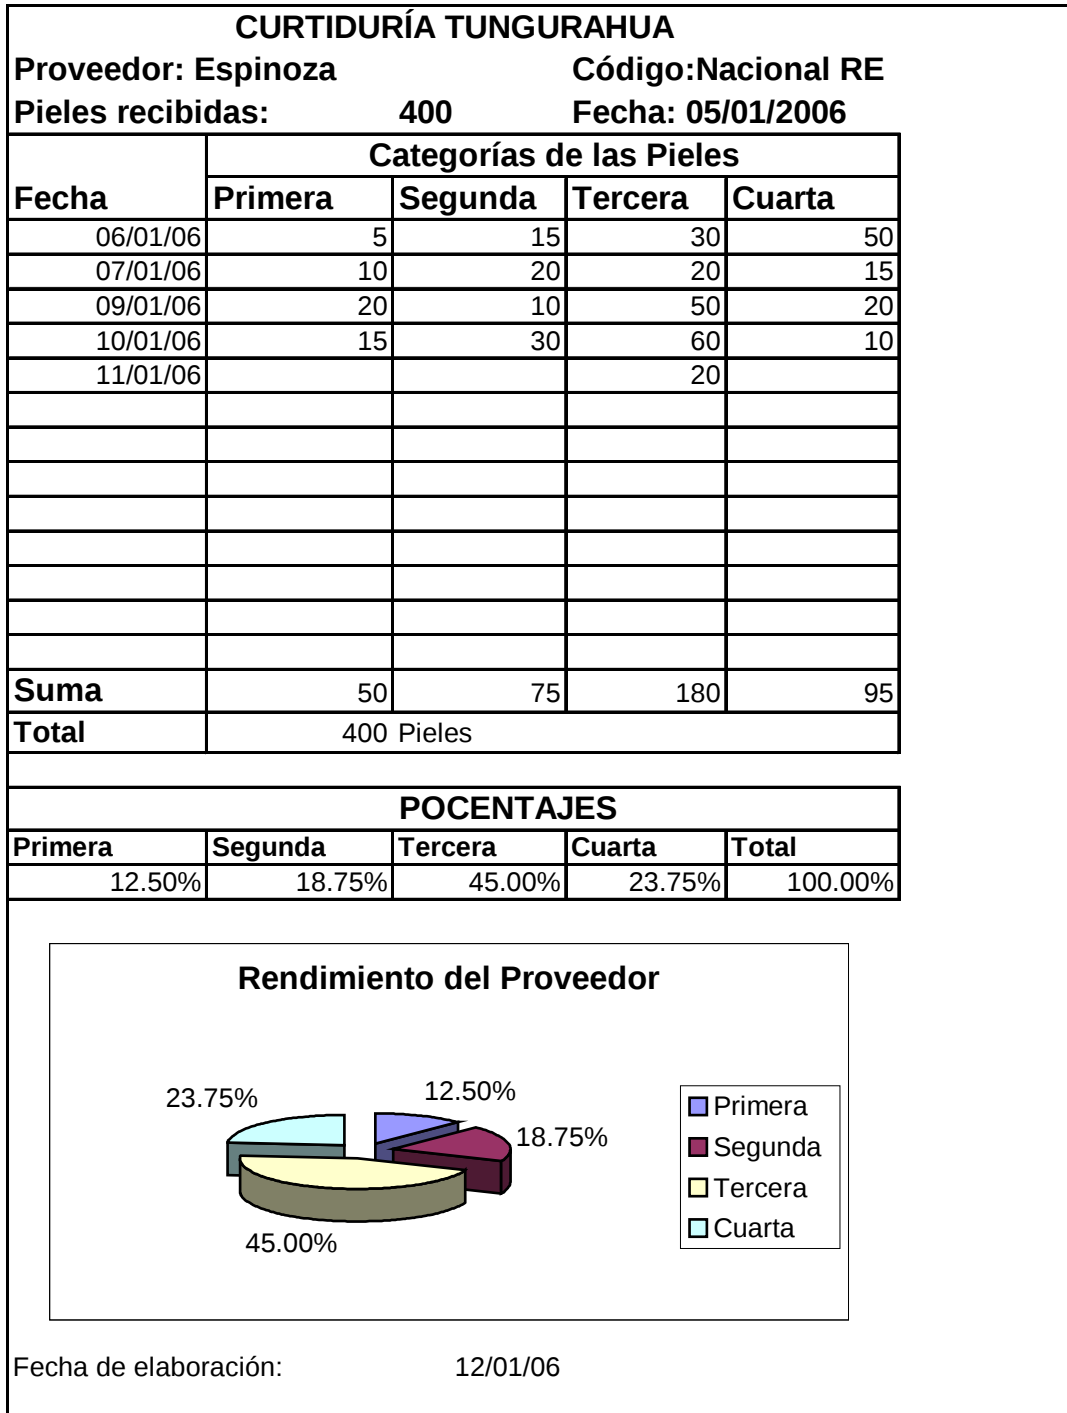 CURTIDURÍA TUNGURAHUA
Proveedor: Espinoza Código:Nacional RE
Pieles recibidas: 400 Fecha: 05/01/2006
Categorías de las Pieles
Fecha Primera Segunda Tercera Cuarta
06/01/06 5 15 30 50
07/01/06 10 20 20 15
09/01/06 20 10 50 20
10/01/06 15 30 60 10
11/01/06 20
Suma 50 75 180 95
Total 400 Pieles
POCENTAJES
Primera Segunda Tercera Cuarta Total
12.50% 18.75% 45.00% 23.75% 100.00%
Rendimiento del Proveedor
23.75% 12.50%
18.75%
45.00%
Primera
Segunda
Tercera
Cuarta
Fecha de elaboración: 12/01/06